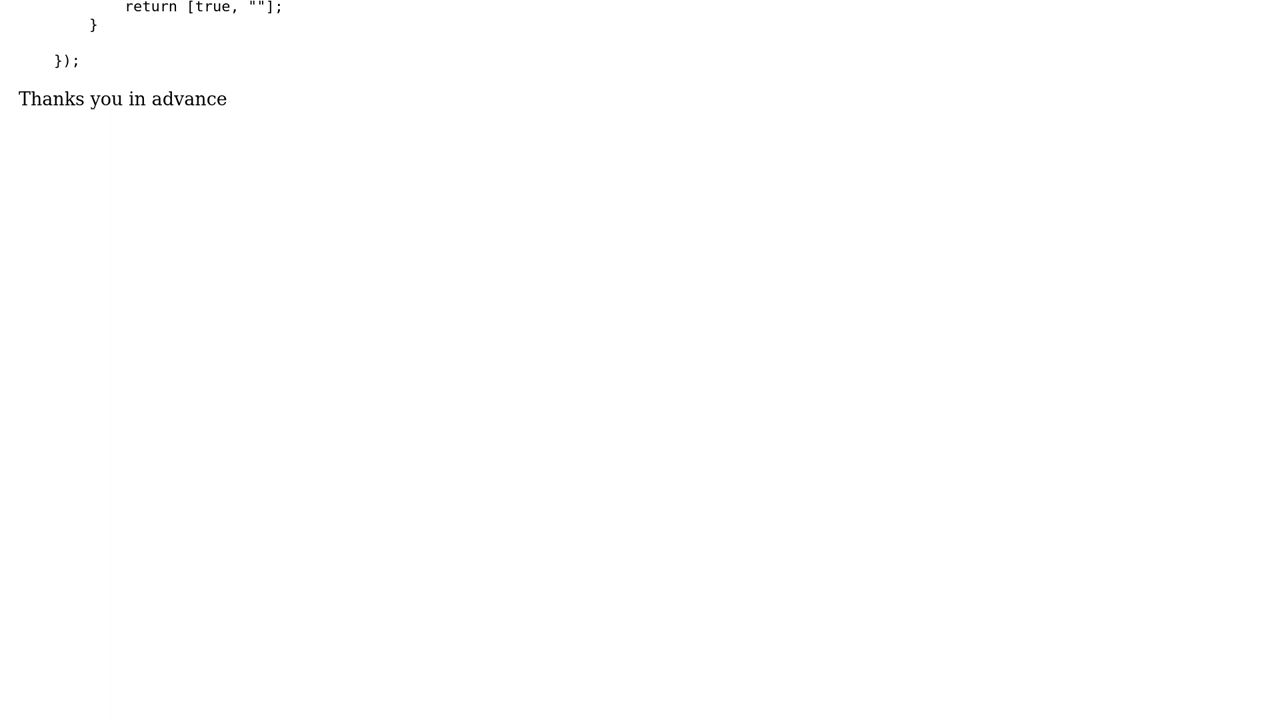 return [true, ""];
        }

    });
Thanks you in advance